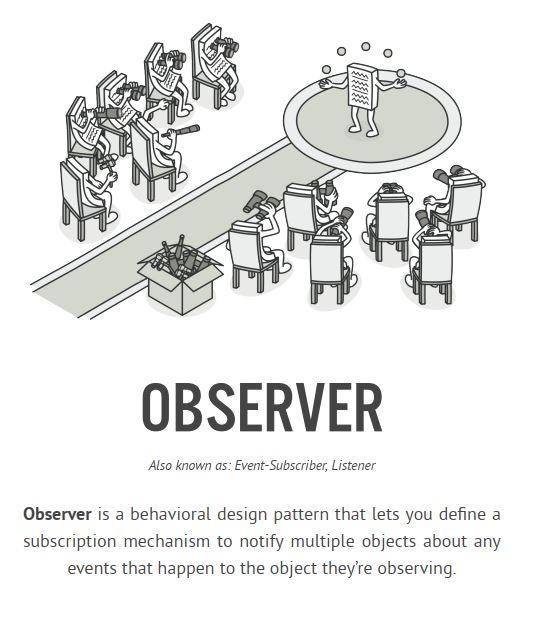 OBSERVER
Also known as: Event-Subscriber, Listener
Observer is a behavioral design pattern that lets you define a
subscription mechanism to notify multiple objects about any
events that happen to the object they’re observing.